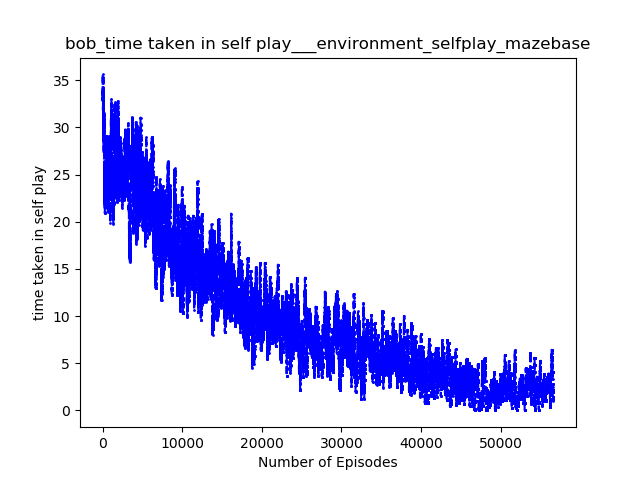 bob_time taken in self play___environment_selfplay_mazebase
35
30
25
20
15
10
5
0
time taken in self play
0 10000 20000 30000 40000 50000
Number of Episodes